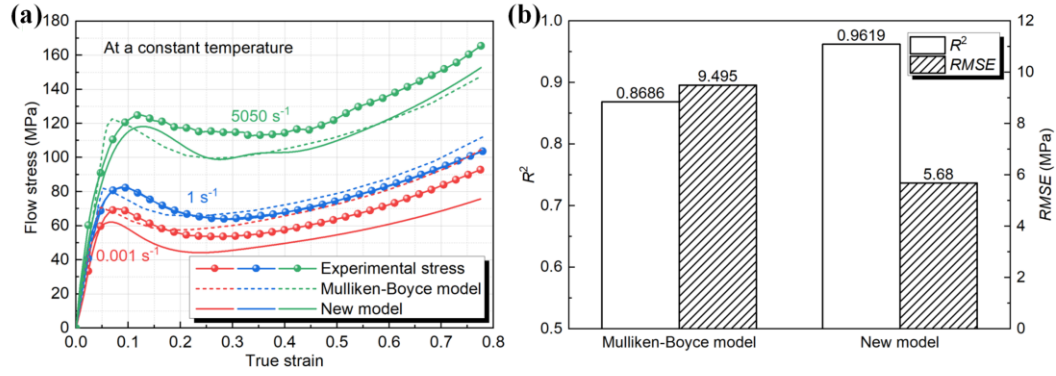 (a)
180
160
140
120
100
80
60
40
20
0
Flow stress (MPa)
At a constant temperature
5050 s⁻¹
1 s⁻¹
0.001 s⁻¹
Experimental stress
Mulliken-Boyce model
New model
0.0 0.1 0.2 0.3 0.4 0.5 0.6 0.7 0.8
True strain
(b)
1.0
0.9
0.8
0.7
0.6
0.5
R²
0.8686
9.495
0.9619
5.68
R²
RMSE
12
10
8
6
4
2
0
RMSE (MPa)
Mulliken-Boyce model New model